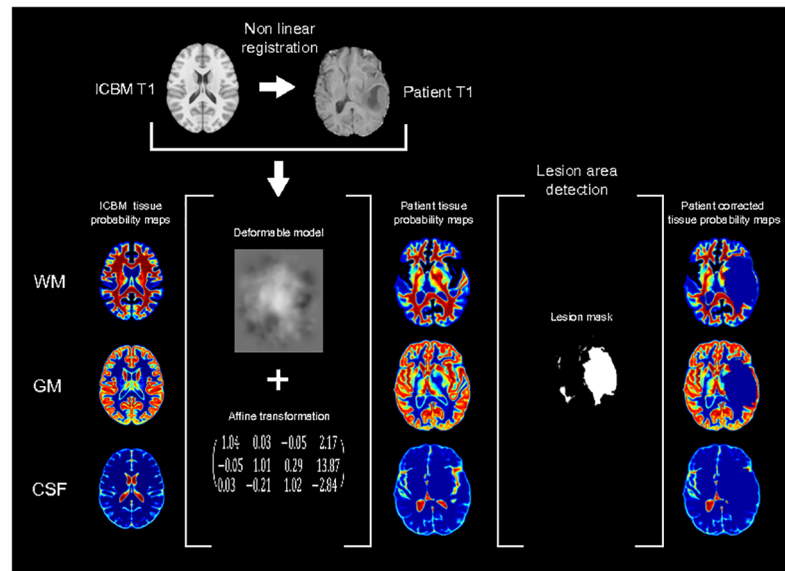 Non linear
registration
ICBM T1
Patient T1
Lesion area
detection
ICBM tissue
probability maps
Patient tissue
probability maps
Patient corrected
tissue probability maps
Deformable model
WM
Lesion mask
GM
+
Affine transformation
1.04 0.03 −0.05 2.17
−0.05 1.01 0.29 13.87
0.03 −0.21 1.02 −2.84
CSF